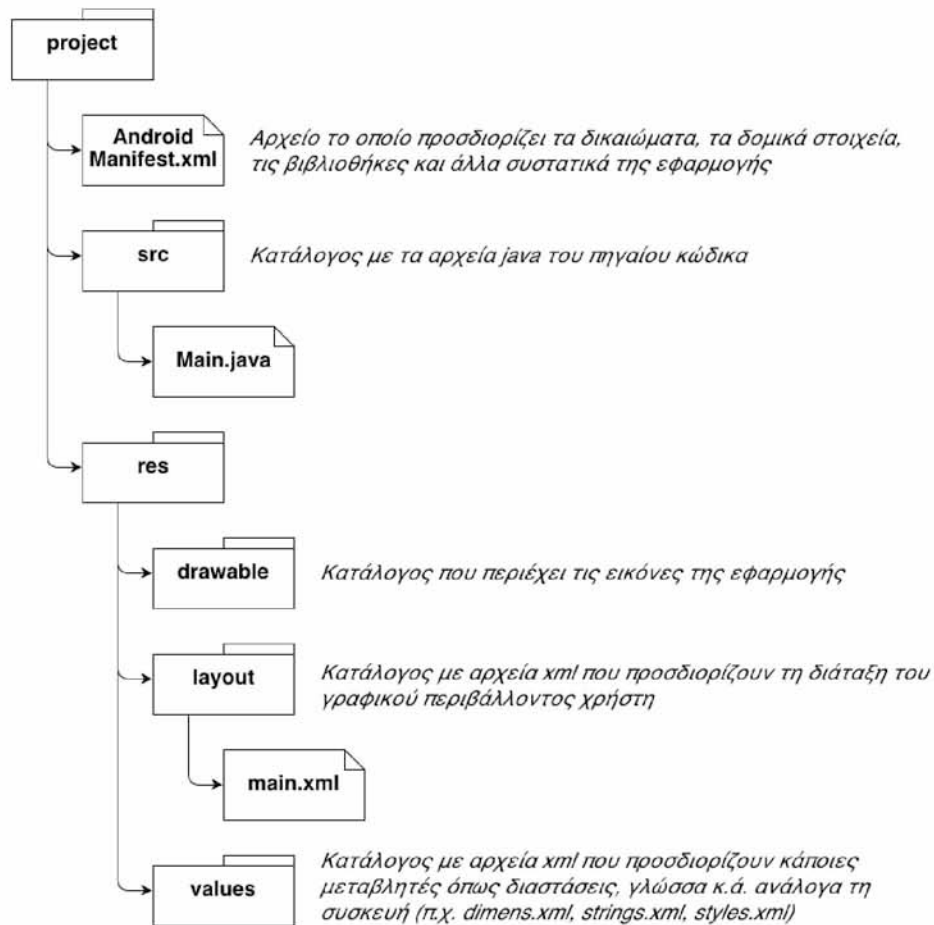 project
Android
Manifest.xml
Αρχείο το οποίο προσδιορίζει τα δικαιώματα, τα δομικά στοιχεία,
τις βιβλιοθήκες και άλλα συστατικά της εφαρμογής
src
Κατάλογος με τα αρχεία java του πηγαίου κώδικα
Main.java
res
drawable
Κατάλογος που περιέχει τις εικόνες της εφαρμογής
layout
Κατάλογος με αρχεία xml που προσδιορίζουν τη διάταξη του
γραφικού περιβάλλοντος χρήστη
main.xml
values
Κατάλογος με αρχεία xml που προσδιορίζουν κάποιες
μεταβλητές όπως διαστάσεις, γλώσσα κ.ά. ανάλογα τη
συσκευή (π.χ. dimens.xml, strings.xml, styles.xml)